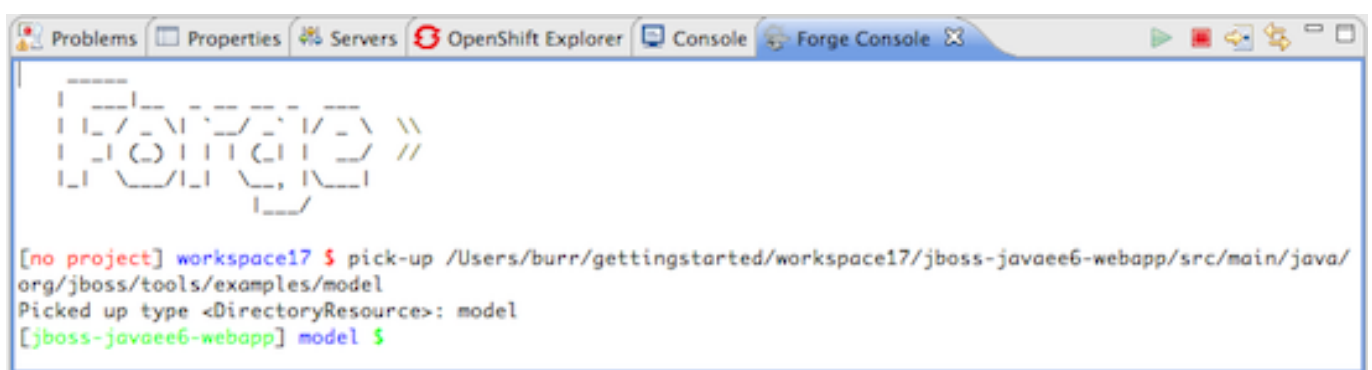 Problems Properties Servers OpenShift Explorer Console Forge Console
Forge
[no project] workspace17 $ pick-up /Users/burr/gettingstarted/workspace17/jboss-javaee6-webapp/src/main/java/
org/jboss/tools/examples/model
Picked up type <DirectoryResource>: model
[jboss-javaee6-webapp] model $